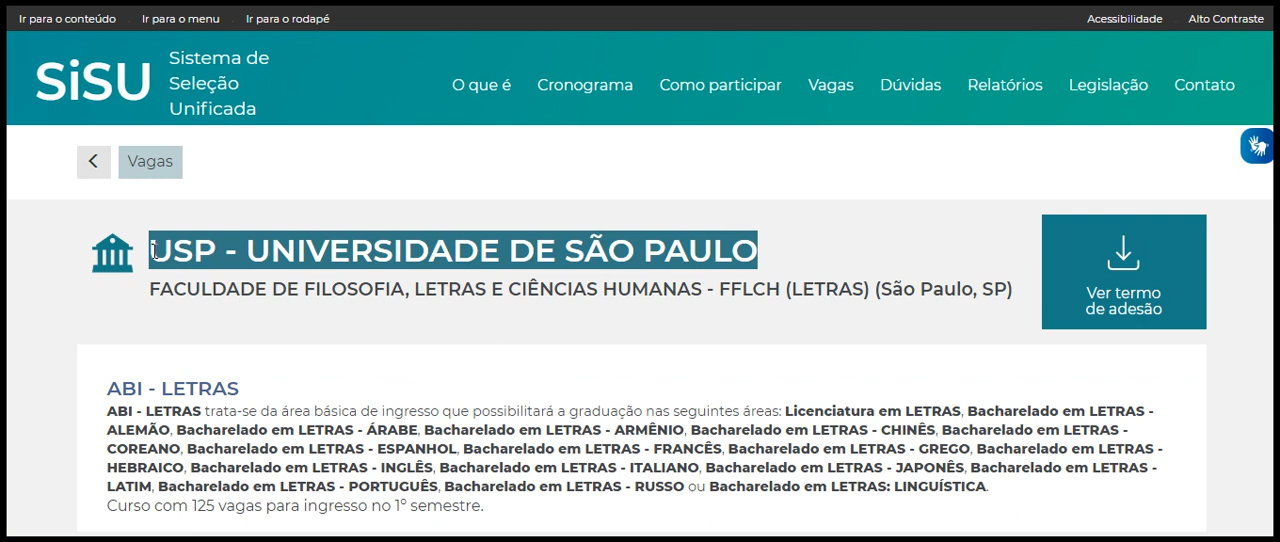 Ir para o conteúdo Ir para o menu Ir para o rodapé Acessibilidade Alto Contraste
SiSU Sistema de
Seleção
Unificada
O que é Cronograma Como participar Vagas Dúvidas Relatórios Legislação Contato
< Vagas
USP - UNIVERSIDADE DE SÃO PAULO
FACULDADE DE FILOSOFIA, LETRAS E CIÊNCIAS HUMANAS - FFLCH (LETRAS) (São Paulo, SP)
Ver termo
de adesão
ABI - LETRAS
ABI - LETRAS trata-se da área básica de ingresso que possibilitará a graduação nas seguintes áreas: Licenciatura em LETRAS, Bacharelado em LETRAS -
ALEMÃO, Bacharelado em LETRAS - ÁRABE, Bacharelado em LETRAS - ARMÊNIO, Bacharelado em LETRAS - CHINÊS, Bacharelado em LETRAS -
COREANO, Bacharelado em LETRAS - ESPANHOL, Bacharelado em LETRAS - FRANCÊS, Bacharelado em LETRAS - GREGO, Bacharelado em LETRAS -
HEBRAICO, Bacharelado em LETRAS - INGLÊS, Bacharelado em LETRAS - ITALIANO, Bacharelado em LETRAS - JAPONÊS, Bacharelado em LETRAS -
LATIM, Bacharelado em LETRAS - PORTUGUÊS, Bacharelado em LETRAS - RUSSO ou Bacharelado em LETRAS: LINGUÍSTICA.
Curso com 125 vagas para ingresso no 1º semestre.